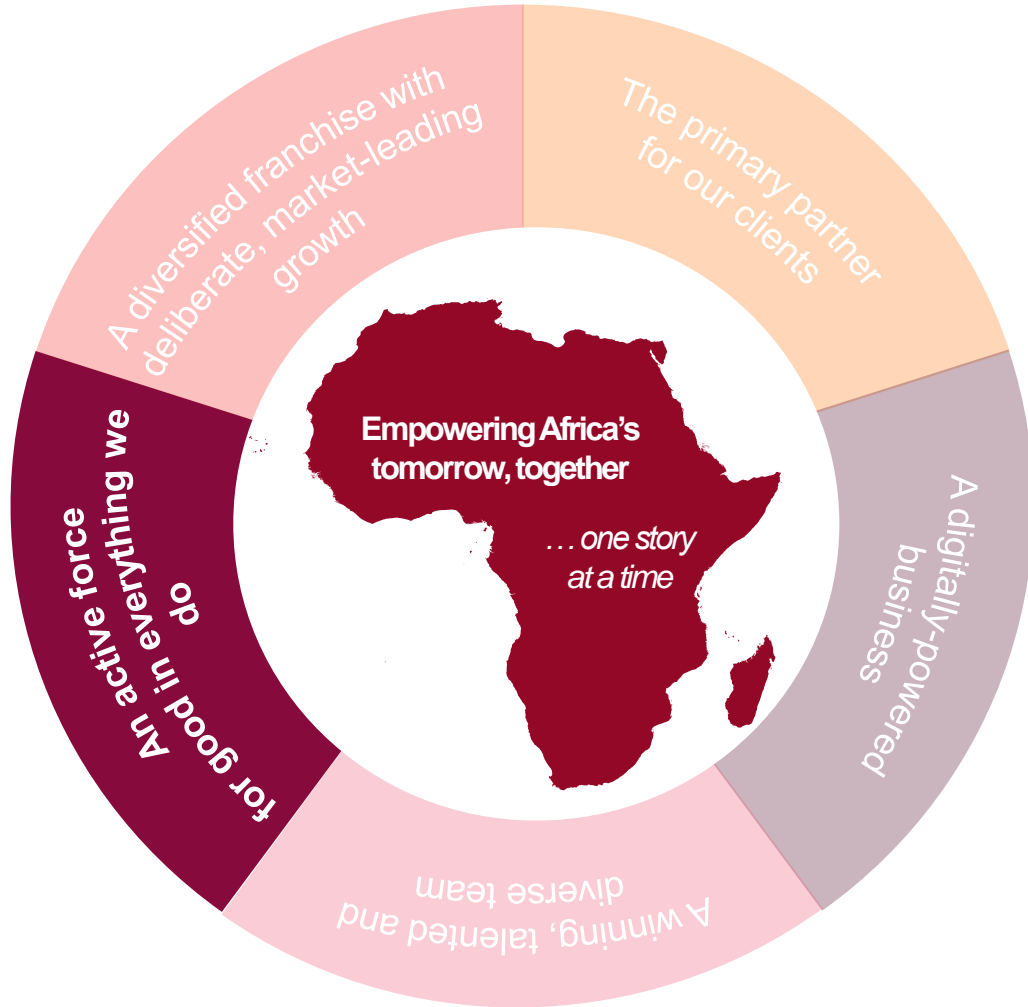 A diversified franchise with
deliberate, market-leading
growth
The primary partner
for our clients
A digitally-powered
business
A winning, talented and
diverse team
An active force
for good in everything we
do
Empowering Africa's
tomorrow, together
... one story
at a time